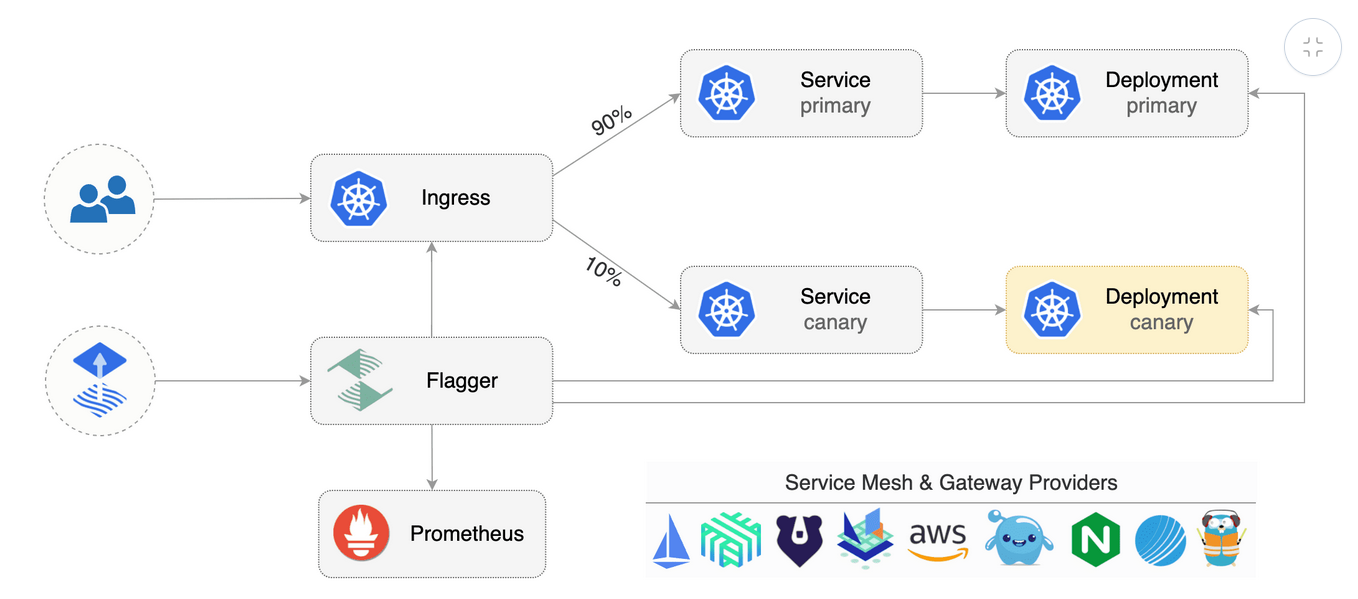 Service
primary
Deployment
primary
90%
Ingress
10%
Service
canary
Deployment
canary
Flagger
Prometheus
Service Mesh & Gateway Providers
aws
N